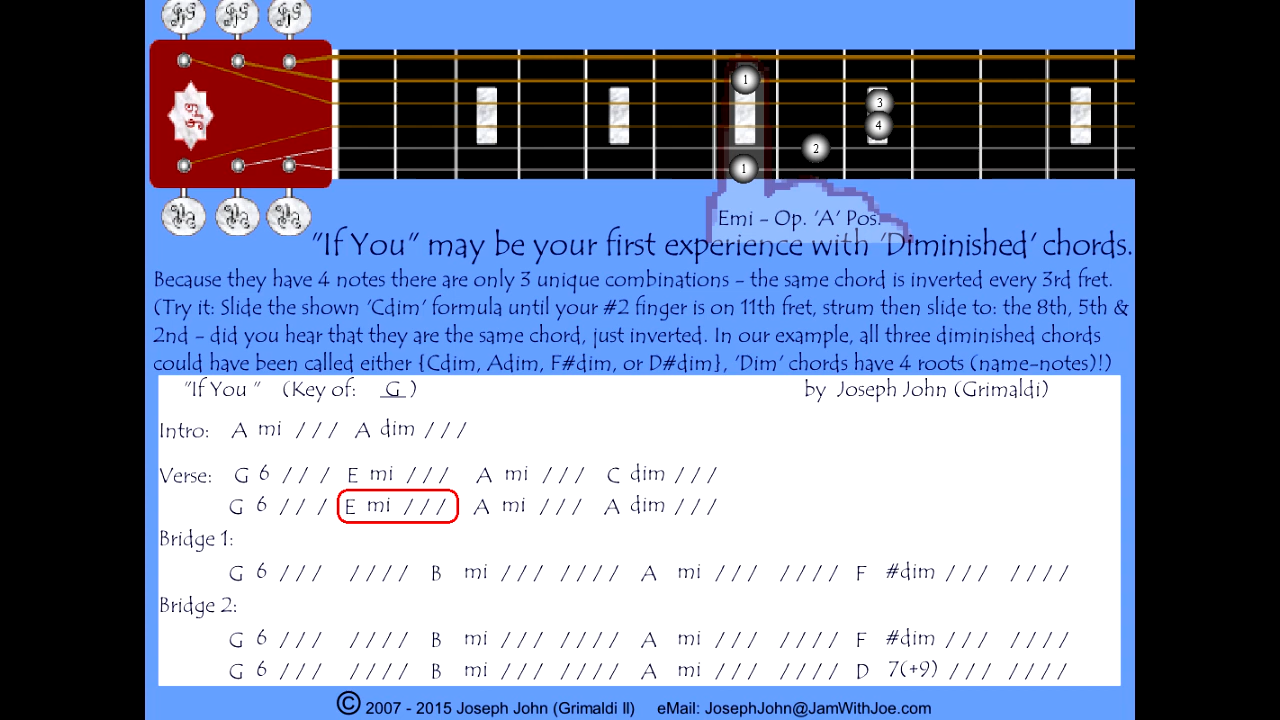 1
3
4
2
1
Emi - Op. 'A' Pos.
"If You" may be your first experience with 'Diminished' chords.
Because they have 4 notes there are only 3 unique combinations - the same chord is inverted every 3rd fret.
(Try it: Slide the shown 'Cdim' formula until your #2 finger is on 11th fret, strum then slide to: the 8th, 5th &
2nd - did you hear that they are the same chord, just inverted. In our example, all three diminished chords
could have been called either {Cdim, Adim, F#dim, or D#dim}, 'Dim' chords have 4 roots (name-notes)!)
"If You " (Key of: G ) by Joseph John (Grimaldi)
Intro: A mi / / / A dim / / /
Verse: G 6 / / / E mi / / / A mi / / / C dim / / /
G 6 / / / E mi / / / A mi / / / A dim / / /
Bridge 1:
G 6 / / / / / / / B mi / / / / / / / A mi / / / / / / / F #dim / / / / / / /
Bridge 2:
G 6 / / / / / / / B mi / / / / / / / A mi / / / / / / / F #dim / / / / / / /
G 6 / / / / / / / B mi / / / / / / / A mi / / / / / / / D 7(+9) / / / / / / /
© 2007 - 2015 Joseph John (Grimaldi II) eMail: JosephJohn@JamWithJoe.com